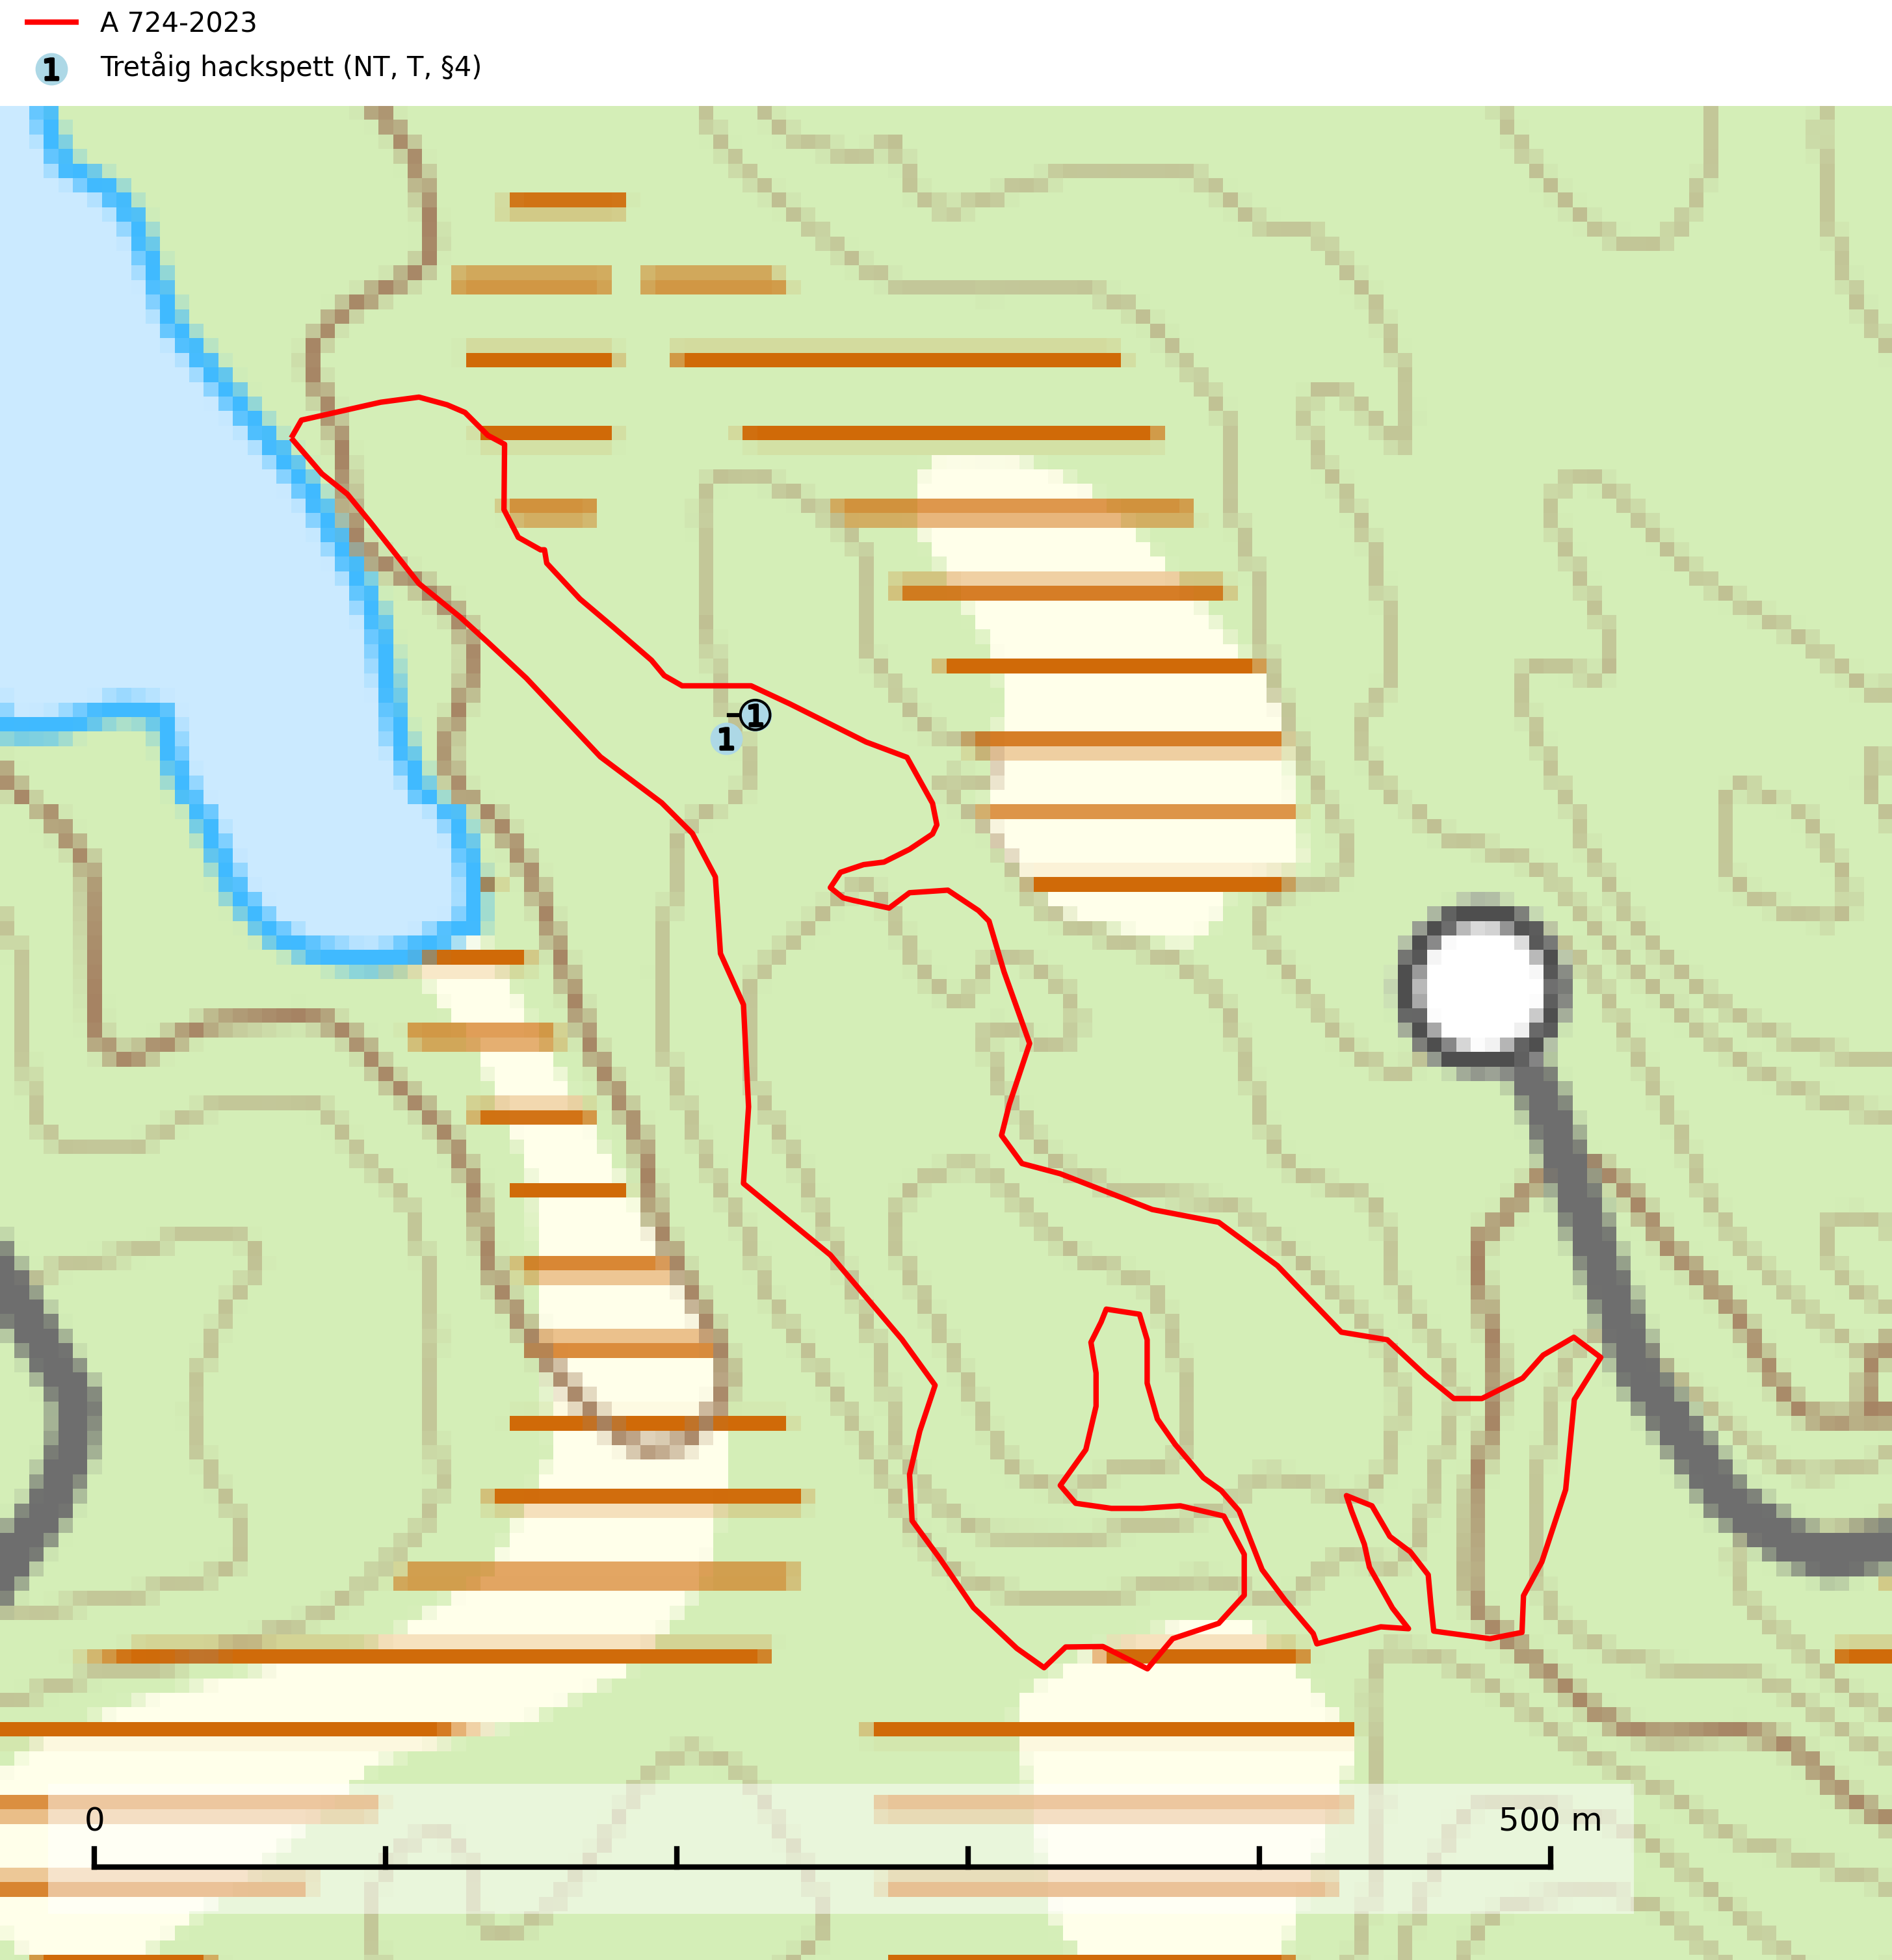 A 724-2023
1 Tretåig hackspett (NT, T, §4)
1
1
0 500 m